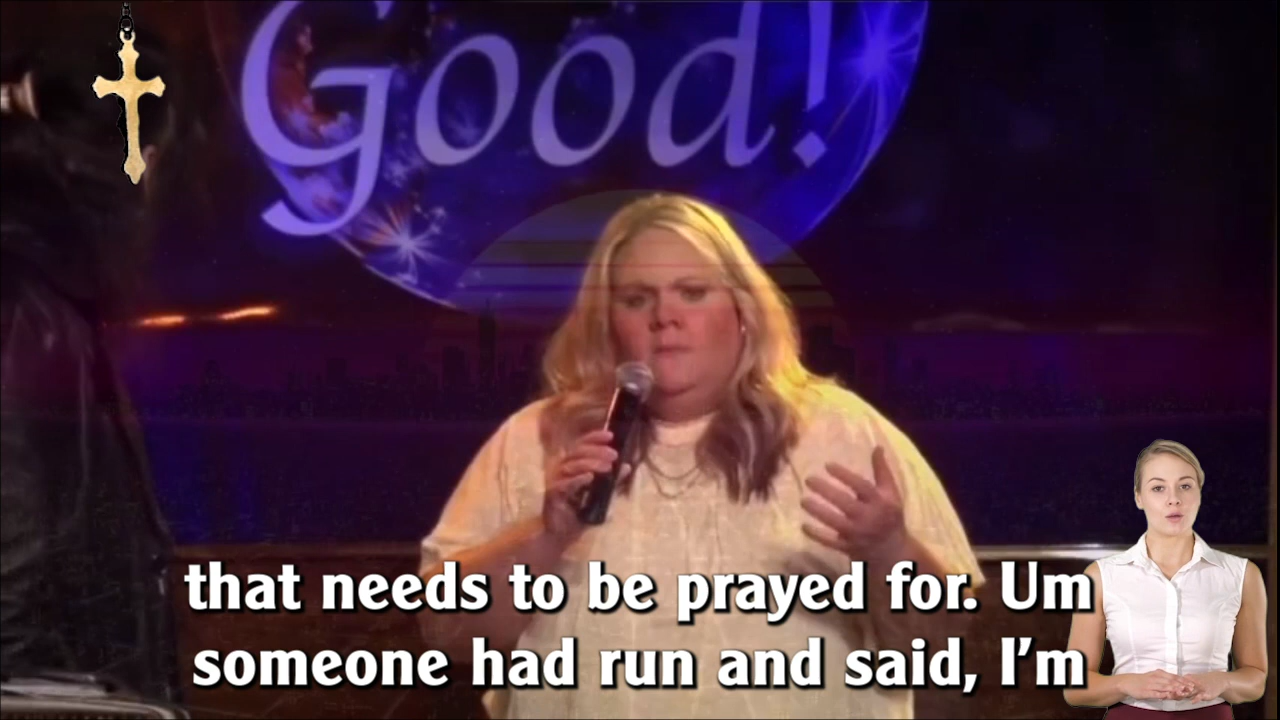 Good!
that needs to be prayed for. Um
someone had run and said, I'm